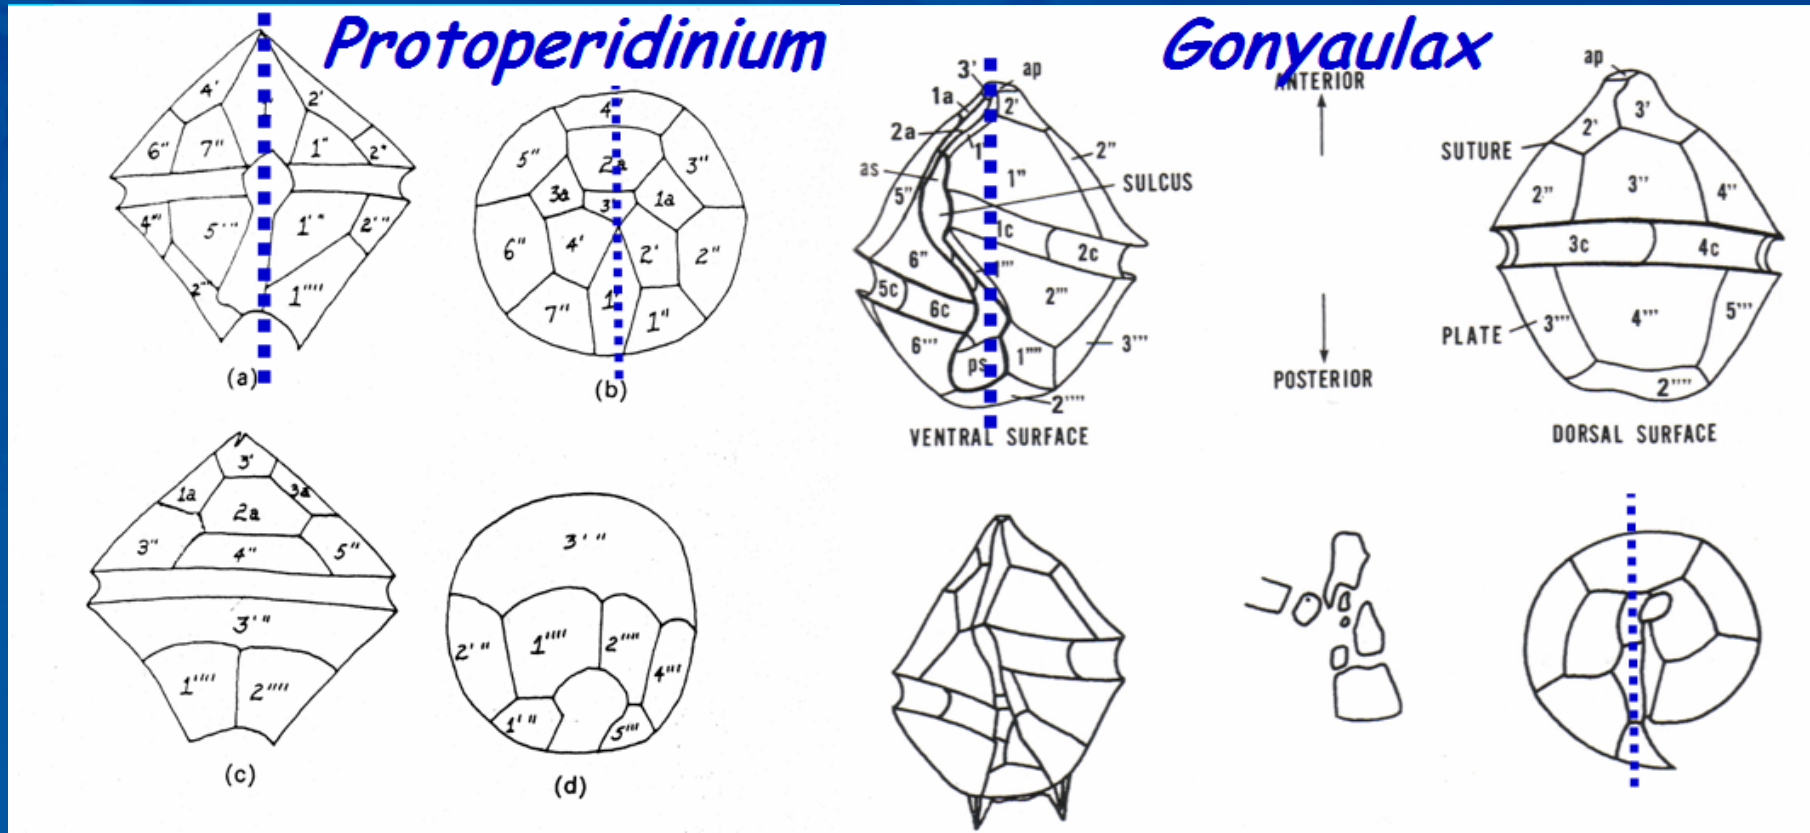 Protoperidinium
Gonyaulax
4'
2'
6"
7"
1"
2"
4'''
5'''
1'''
2'''
2''''
1''''
(a)
4"
5"
2a
3"
3a
3'
1a
6"
4'
2'
2"
7"
1'
1"
(b)
3'
1a
3a
2a
3"
4"
5"
3'''
1''''
2''''
(c)
3'''
2'''
1''''
2''''
4'''
1'''
5'''
(d)
3'
ap
1a
2'
2a
1
2"
as
5"
1"
SULCUS
1c
2c
6"
1'''
5c
6c
2'''
6'''
3'''
1''''
ps
2''''
VENTRAL SURFACE
ANTERIOR
POSTERIOR
ap
3'
2'
SUTURE
2"
3"
4"
3c
4c
PLATE
3'''
4'''
5'''
2''''
DORSAL SURFACE